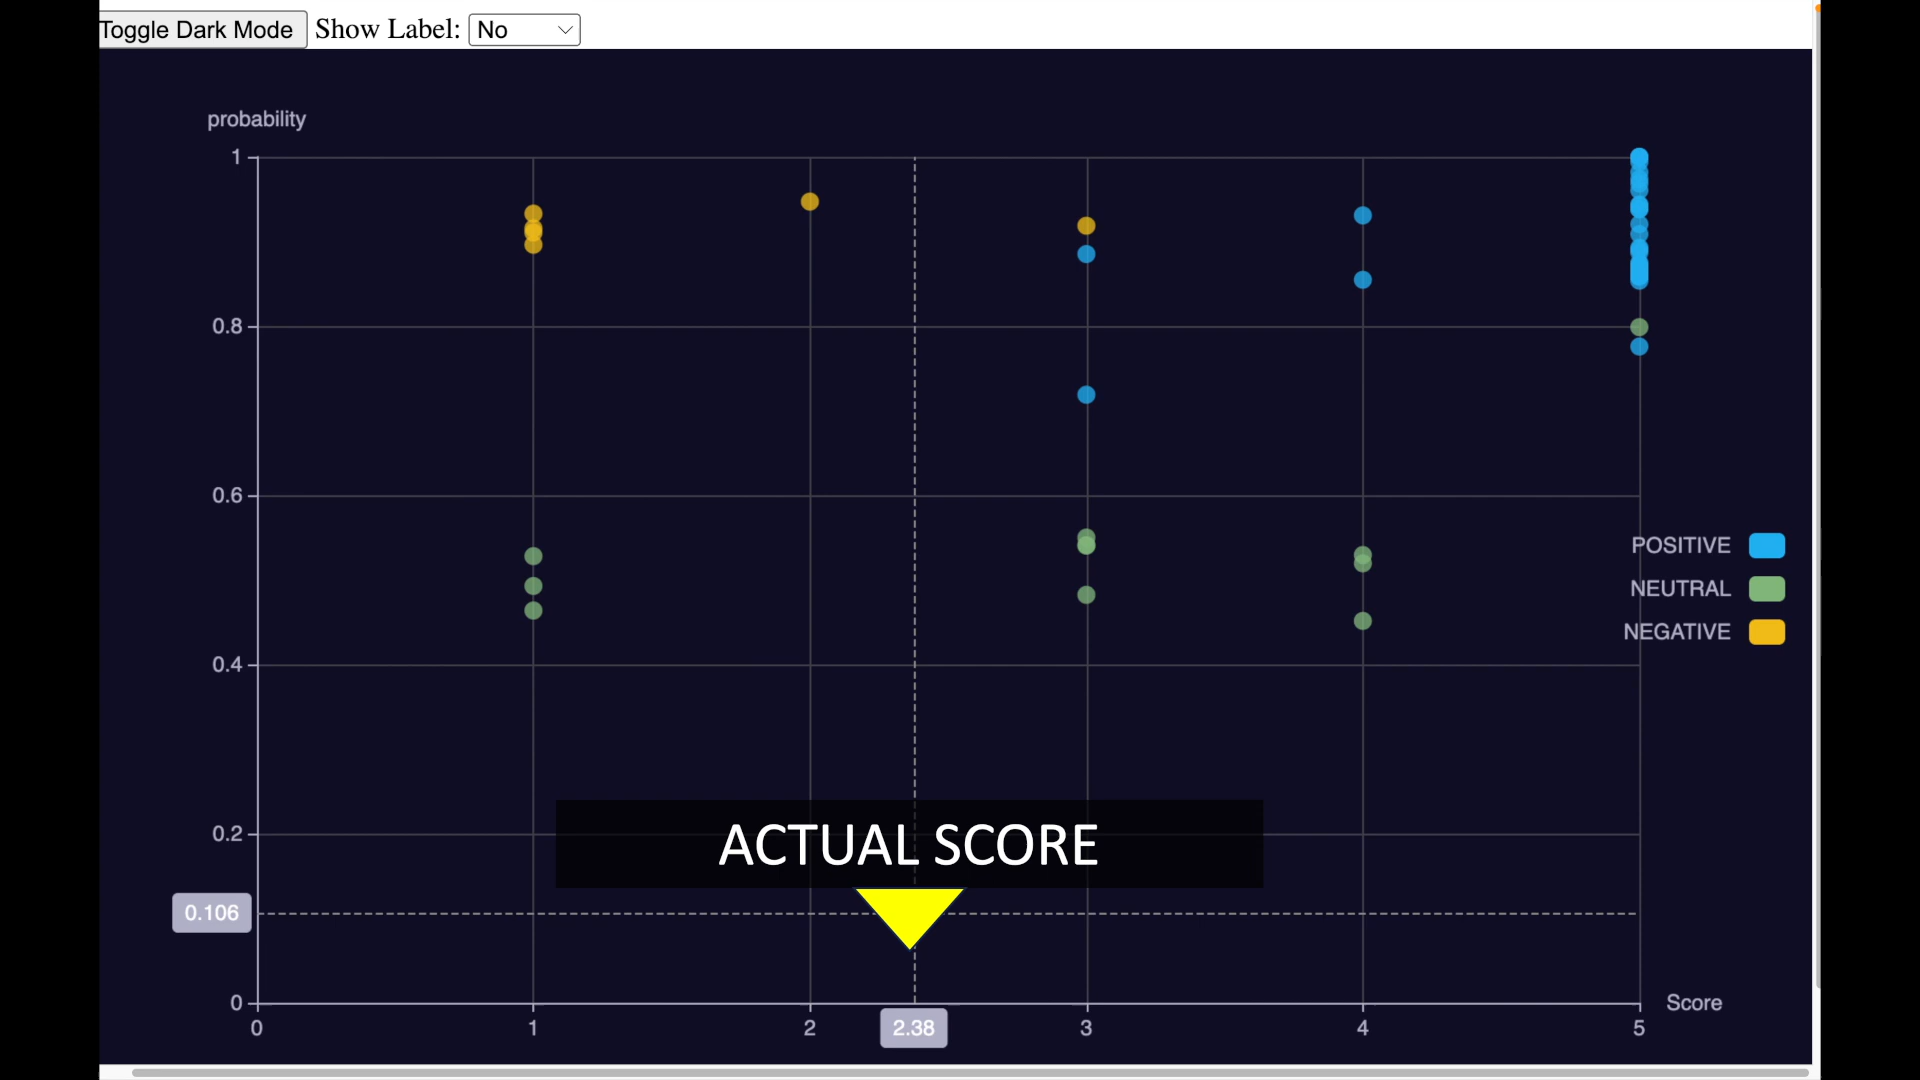 Toggle Dark Mode Show Label: No
probability
1
0.8
0.6
POSITIVE
NEUTRAL
NEGATIVE
0.4
0.2
ACTUAL SCORE
0.106
0
Score
0 1 2 2.38 3 4 5